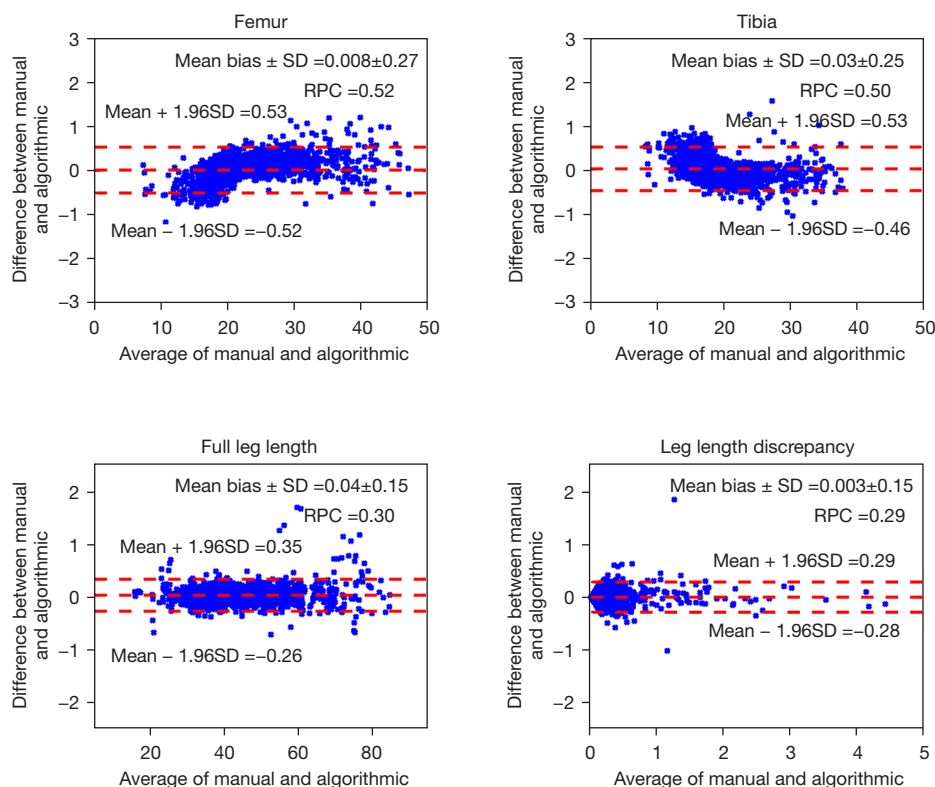 Femur
3
2
1
0
−1
−2
−3
Difference between manual
and algorithmic
Mean bias ± SD =0.008±0.27
RPC =0.52
Mean + 1.96SD =0.53
Mean − 1.96SD =−0.52
0
10
20
30
40
50
Average of manual and algorithmic
Tibia
3
2
1
0
−1
−2
−3
Difference between manual
and algorithmic
Mean bias ± SD =0.03±0.25
RPC =0.50
Mean + 1.96SD =0.53
Mean − 1.96SD =−0.46
0
10
20
30
40
50
Average of manual and algorithmic
Full leg length
2
1
0
−1
−2
Difference between manual
and algorithmic
Mean bias ± SD =0.04±0.15
RPC =0.30
Mean + 1.96SD =0.35
Mean − 1.96SD =−0.26
20
40
60
80
Average of manual and algorithmic
Leg length discrepancy
2
1
0
−1
−2
Difference between manual
and algorithmic
Mean bias ± SD =0.003±0.15
RPC =0.29
Mean + 1.96SD =0.29
Mean − 1.96SD =−0.28
0
1
2
3
4
5
Average of manual and algorithmic